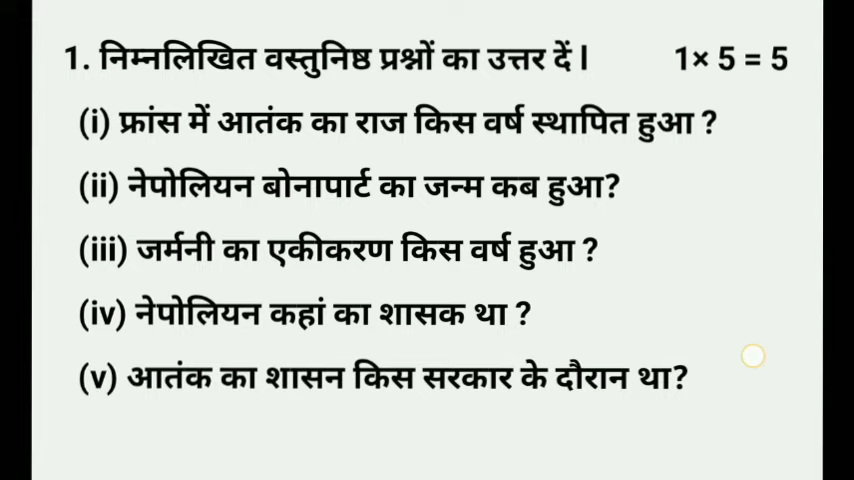 1. निम्नलिखित वस्तुनिष्ठ प्रश्नों का उत्तर दें l 1× 5 = 5
(i) फ्रांस में आतंक का राज किस वर्ष स्थापित हुआ ?
(ii) नेपोलियन बोनापार्ट का जन्म कब हुआ?
(iii) जर्मनी का एकीकरण किस वर्ष हुआ ?
(iv) नेपोलियन कहां का शासक था ?
(v) आतंक का शासन किस सरकार के दौरान था?